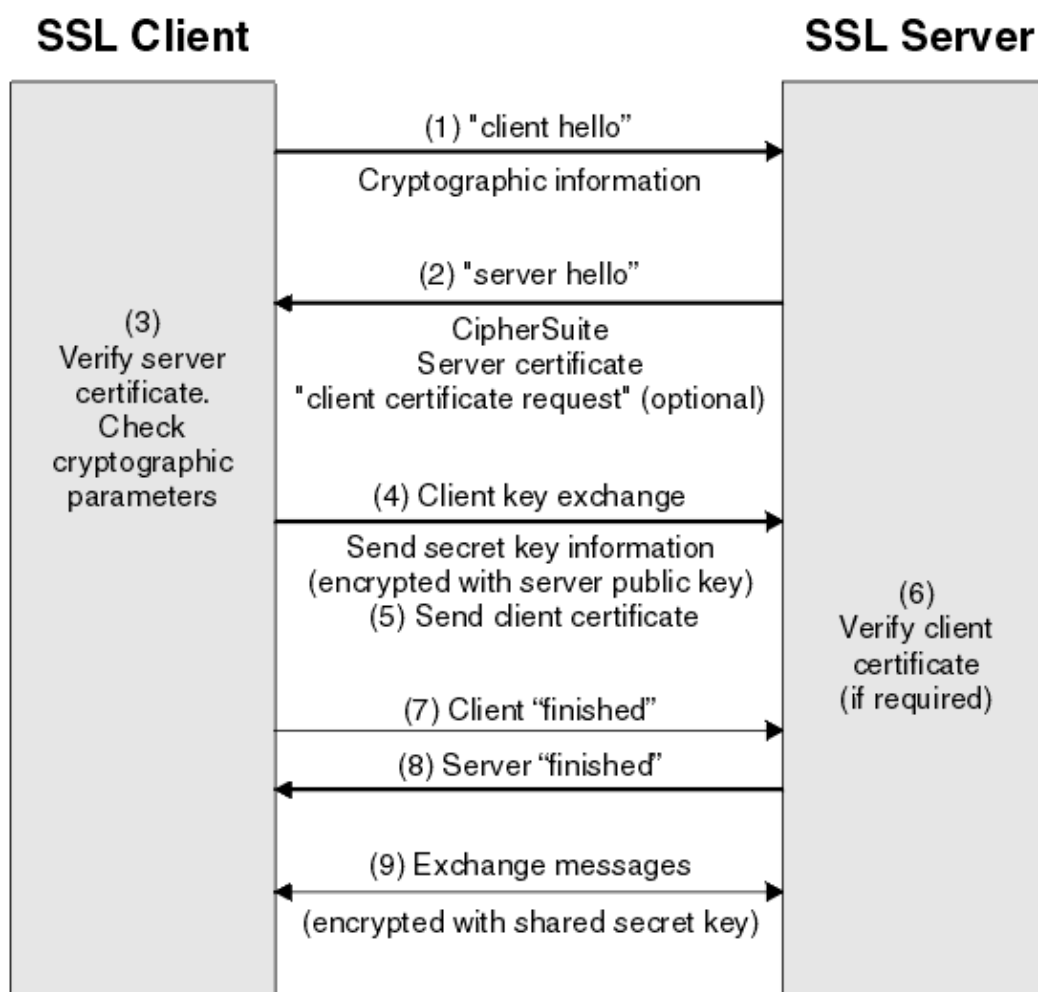 SSL Client
SSL Server
(1) "client hello”
Cryptographic information
(2) "server hello”
CipherSuite
Server certificate
"client certificate request" (optional)
(3)
Verify server
certificate.
Check
cryptographic
parameters
(4) Client key exchange
Send secret key information
(encrypted with server public key)
(5) Send client certificate
(6)
Verify client
certificate
(if required)
(7) Client “finished”
(8) Server “finished”
(9) Exchange messages
(encrypted with shared secret key)